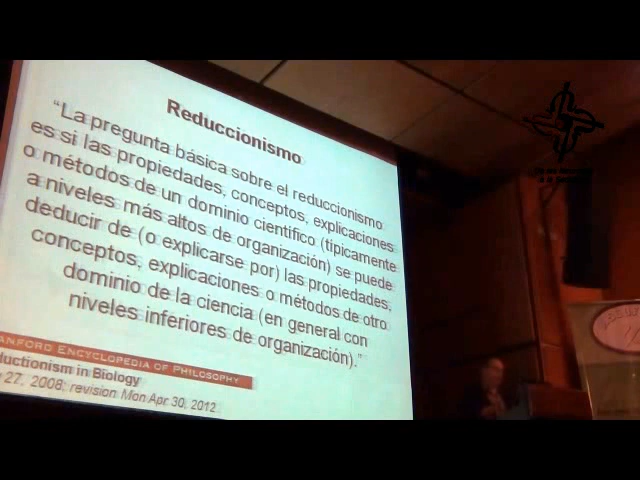 Reduccionismo
“La pregunta básica sobre el reduccionismo
es si las propiedades, conceptos, explicaciones
o métodos de un dominio científico (típicamente
a niveles más altos de organización) se puede
deducir de (o explicarse por) las propiedades,
conceptos, explicaciones o métodos de otro
dominio de la ciencia (en general con
niveles inferiores de organización).”
ANFORD ENCYCLOPEDIA OF PHILOSOPHY
ductionism in Biology
27, 2008; revision Mon Apr 30, 2012